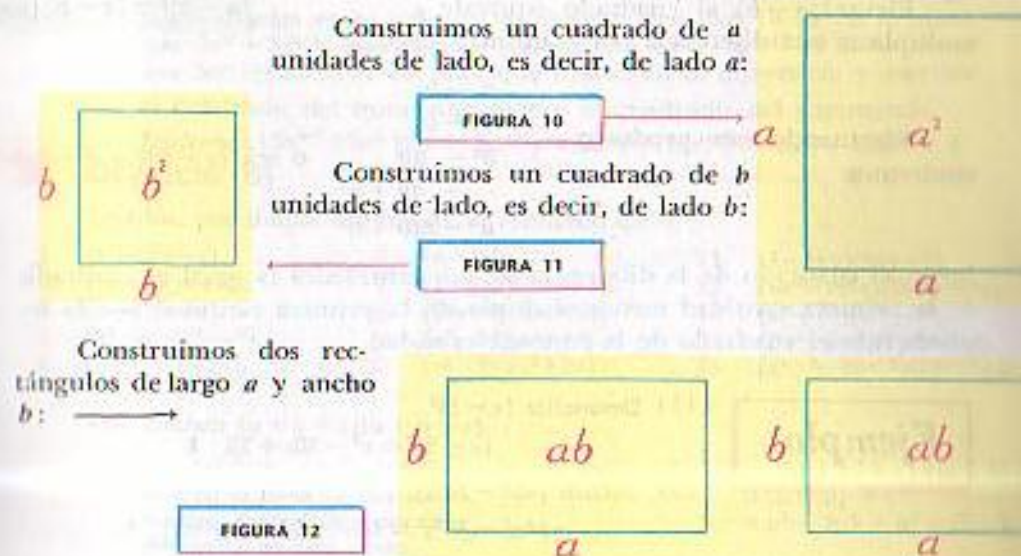 Construimos un cuadrado de a
unidades de lado, es decir, de lado a:
FIGURA 10
a
a²
a
Construimos un cuadrado de b
unidades de lado, es decir, de lado b:
FIGURA 11
b
b²
b
Construimos dos rec-
tángulos de largo a y ancho
b:
FIGURA 12
b
ab
a
b
ab
a